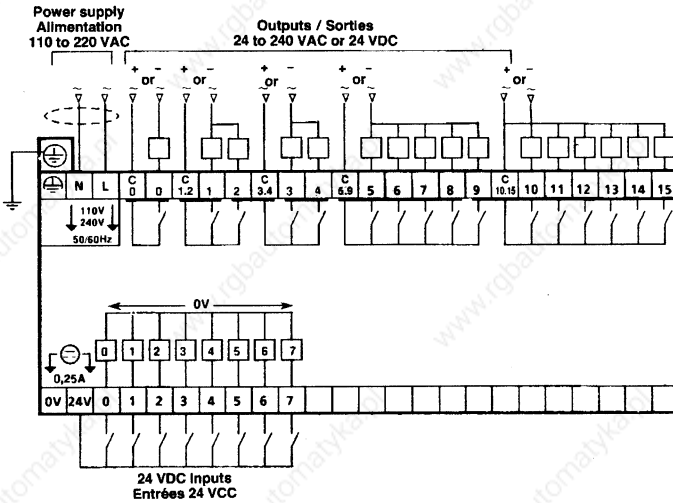 Power supply
Alimentation
110 to 220 VAC
Outputs / Sorties
24 to 240 VAC or 24 VDC
+ or − + or − + or − + or − + or −
~ ~ ~ ~ ~ ~ ~ ~ ~ ~ ~ ~
N L C 0 0 C 1.2 1 2 C 3.4 3 4 C 5.9 5 6 7 8 9 C 10.15 10 11 12 13 14 15
110V
240V
50/60Hz
0V
0 1 2 3 4 5 6 7
0,25A
0V 24V 0 1 2 3 4 5 6 7
24 VDC Inputs
Entrées 24 VCC
www.rgbautomatyka.pl